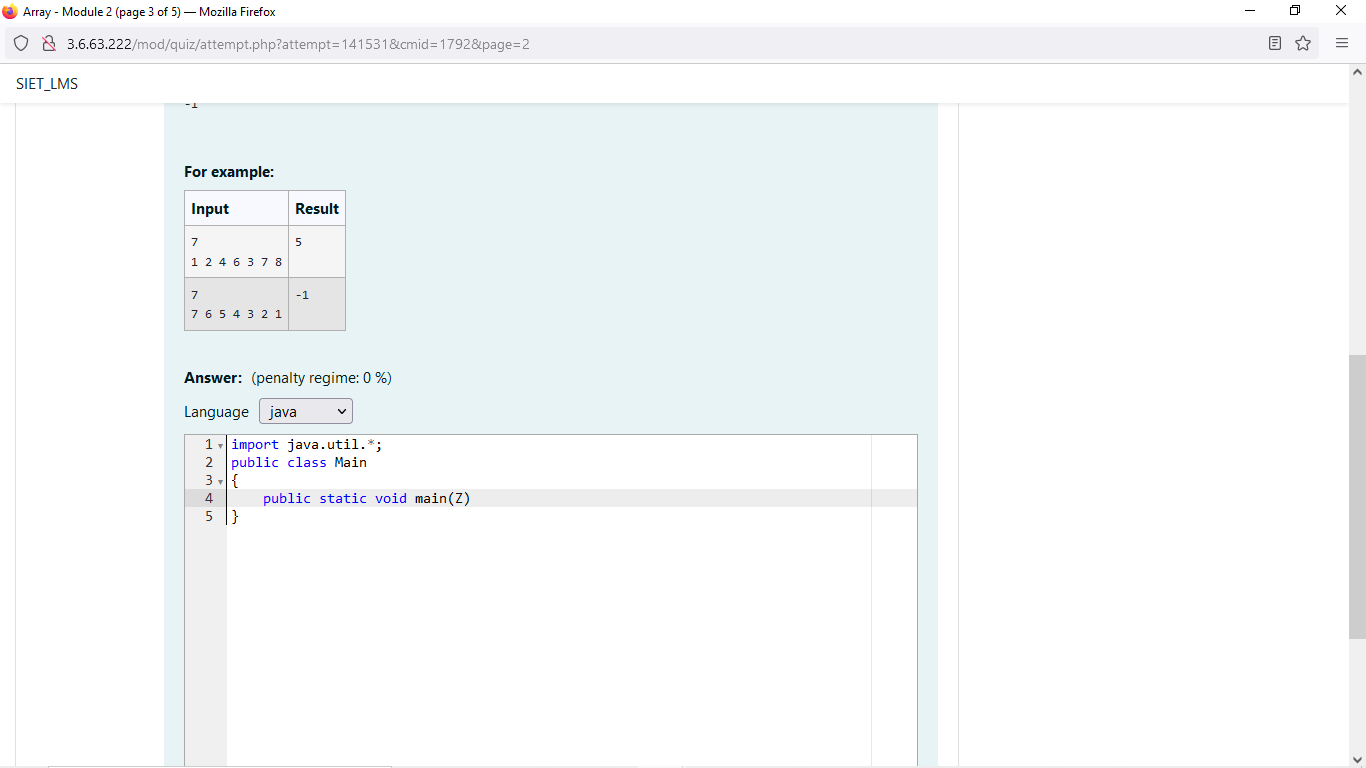 Array - Module 2 (page 3 of 5) — Mozilla Firefox
3.6.63.222/mod/quiz/attempt.php?attempt=141531&cmid=1792&page=2
SIET_LMS
-1
For example:
Input Result
7 5
1 2 4 6 3 7 8
7 -1
7 6 5 4 3 2 1
Answer: (penalty regime: 0 %)
Language java
1 import java.util.*;
2 public class Main
3 {
4 public static void main(Z)
5 }